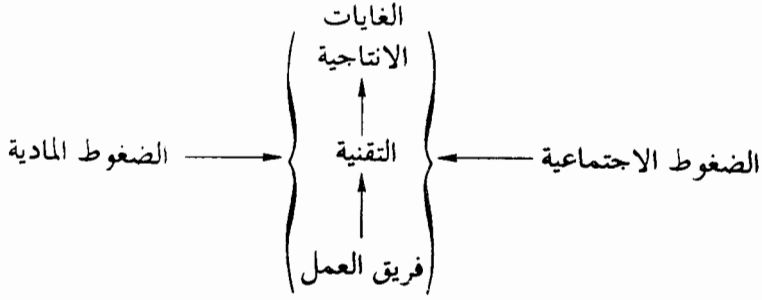 الغايات
الانتاجية
الضغوط الاجتماعية
التقنية
الضغوط المادية
فريق العمل